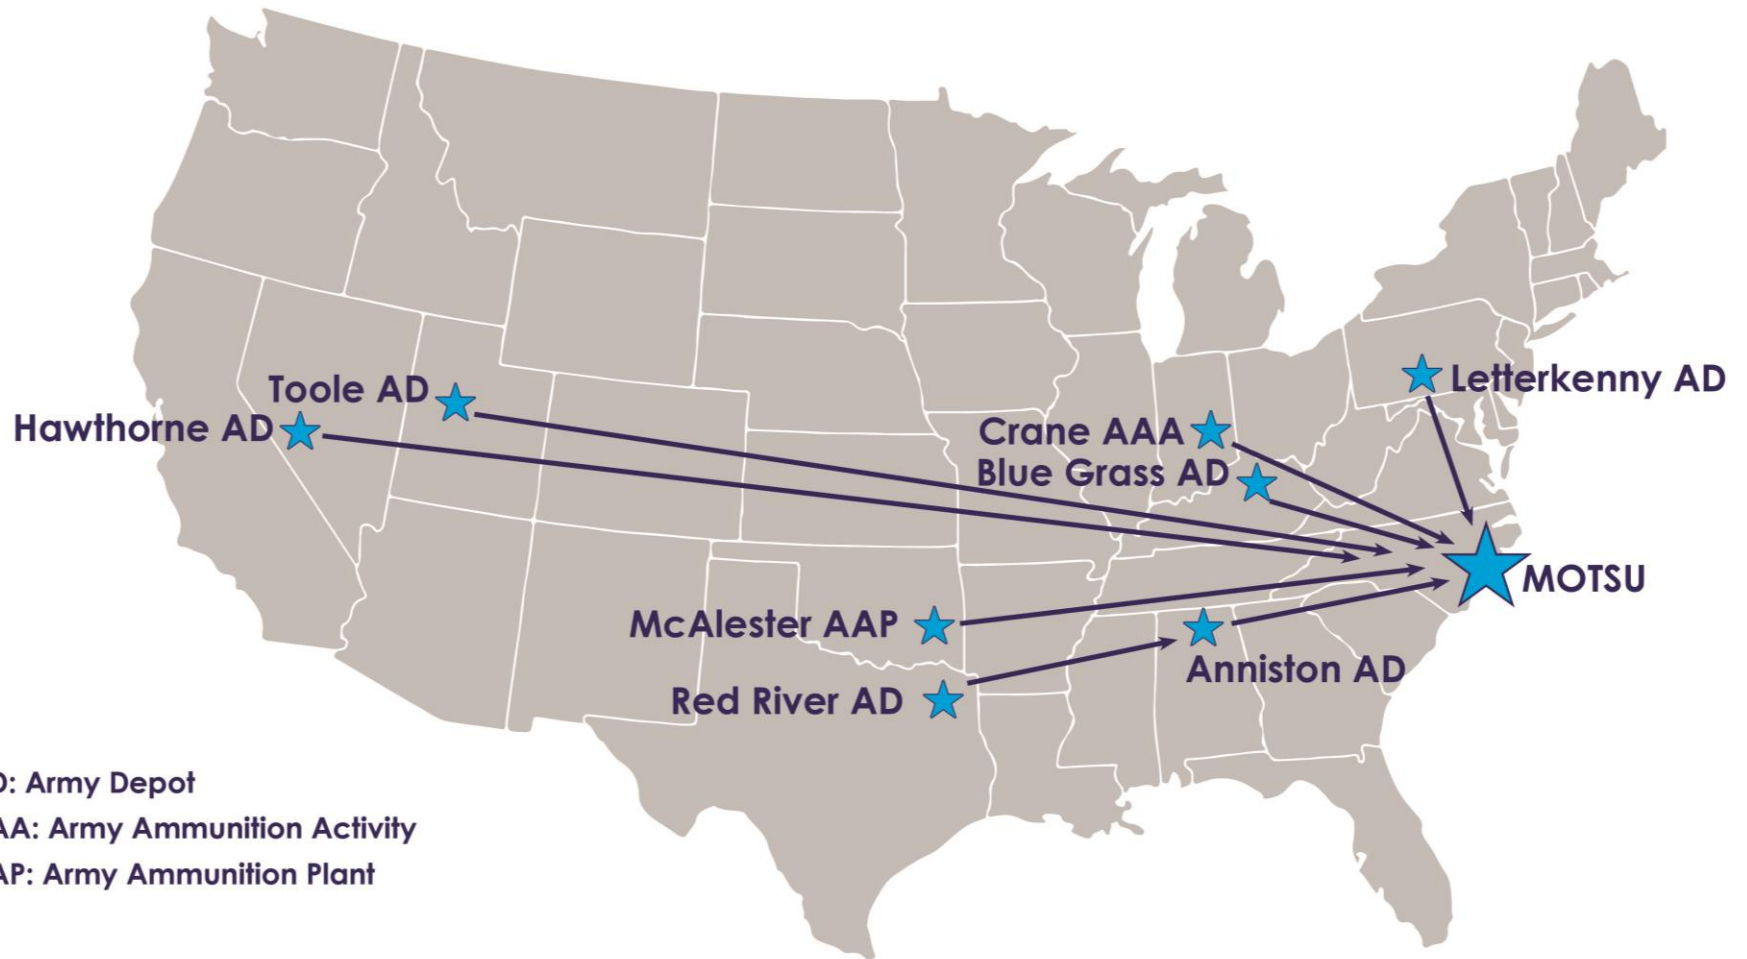 Toole AD
Hawthorne AD
Letterkenny AD
Crane AAA
Blue Grass AD
MOTSU
McAlester AAP
Anniston AD
Red River AD
D: Army Depot
AA: Army Ammunition Activity
AP: Army Ammunition Plant